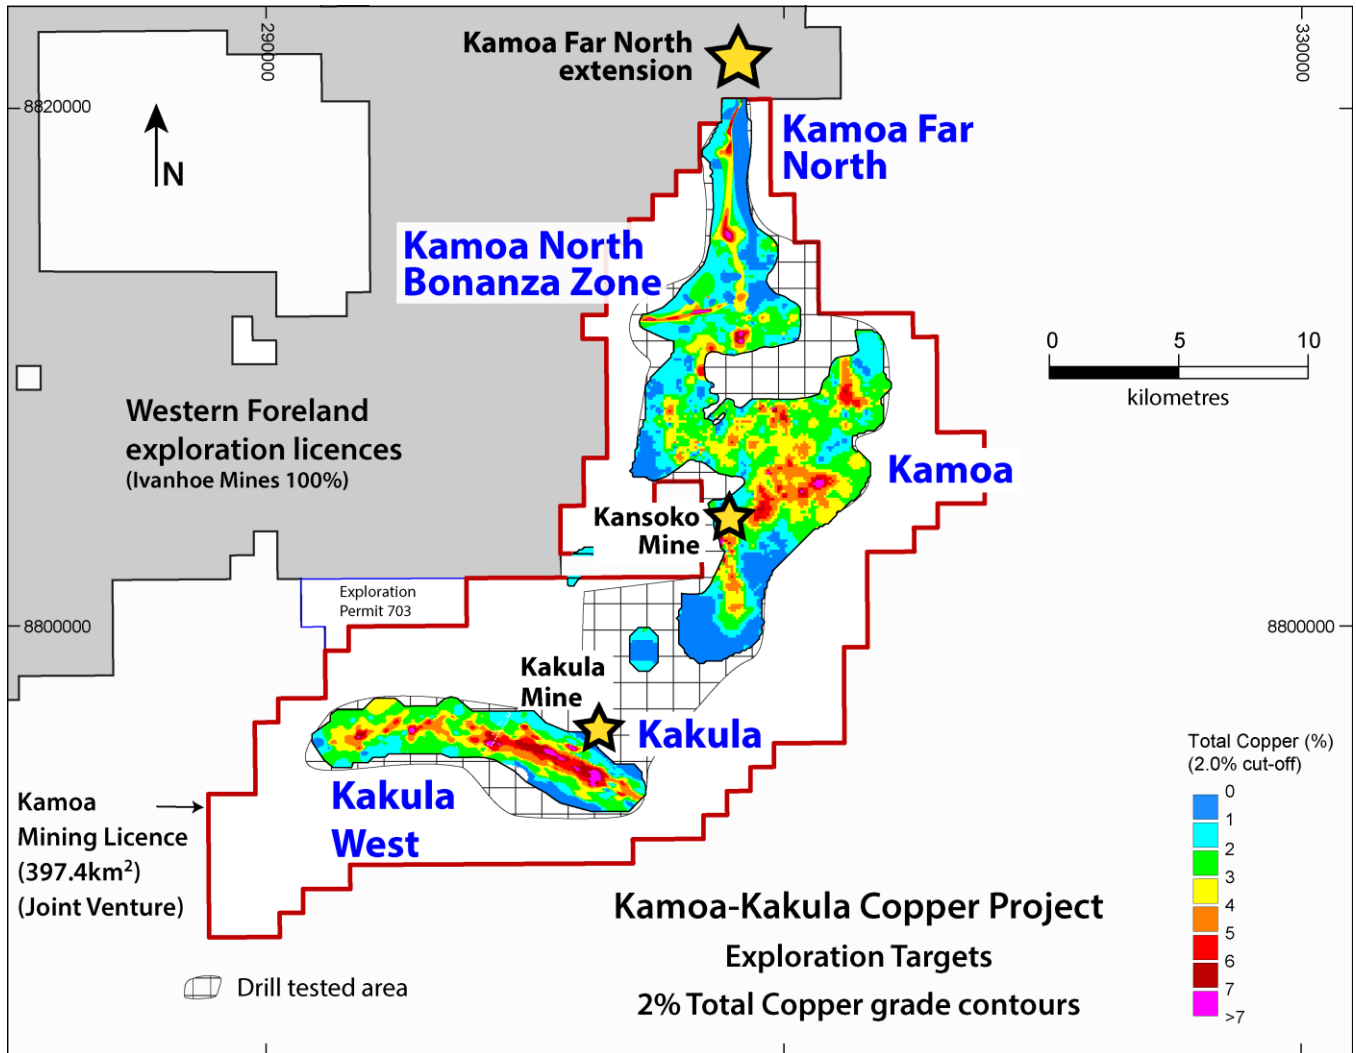 290000
330000
Kamoa Far North
extension
8820000
Kamoa Far
North
N
Kamoa North
Bonanza Zone
0
5
10
kilometres
Western Foreland
exploration licences
(Ivanhoe Mines 100%)
Kamoa
Kansoko
Mine
Exploration
Permit 703
8800000
8800000
Kakula
Mine
Kakula
Kakula
West
Kamoa
Mining Licence
(397.4km²)
(Joint Venture)
Total Copper (%)
(2.0% cut-off)
0
1
2
3
4
5
6
7
>7
Kamoa-Kakula Copper Project
Exploration Targets
2% Total Copper grade contours
Drill tested area